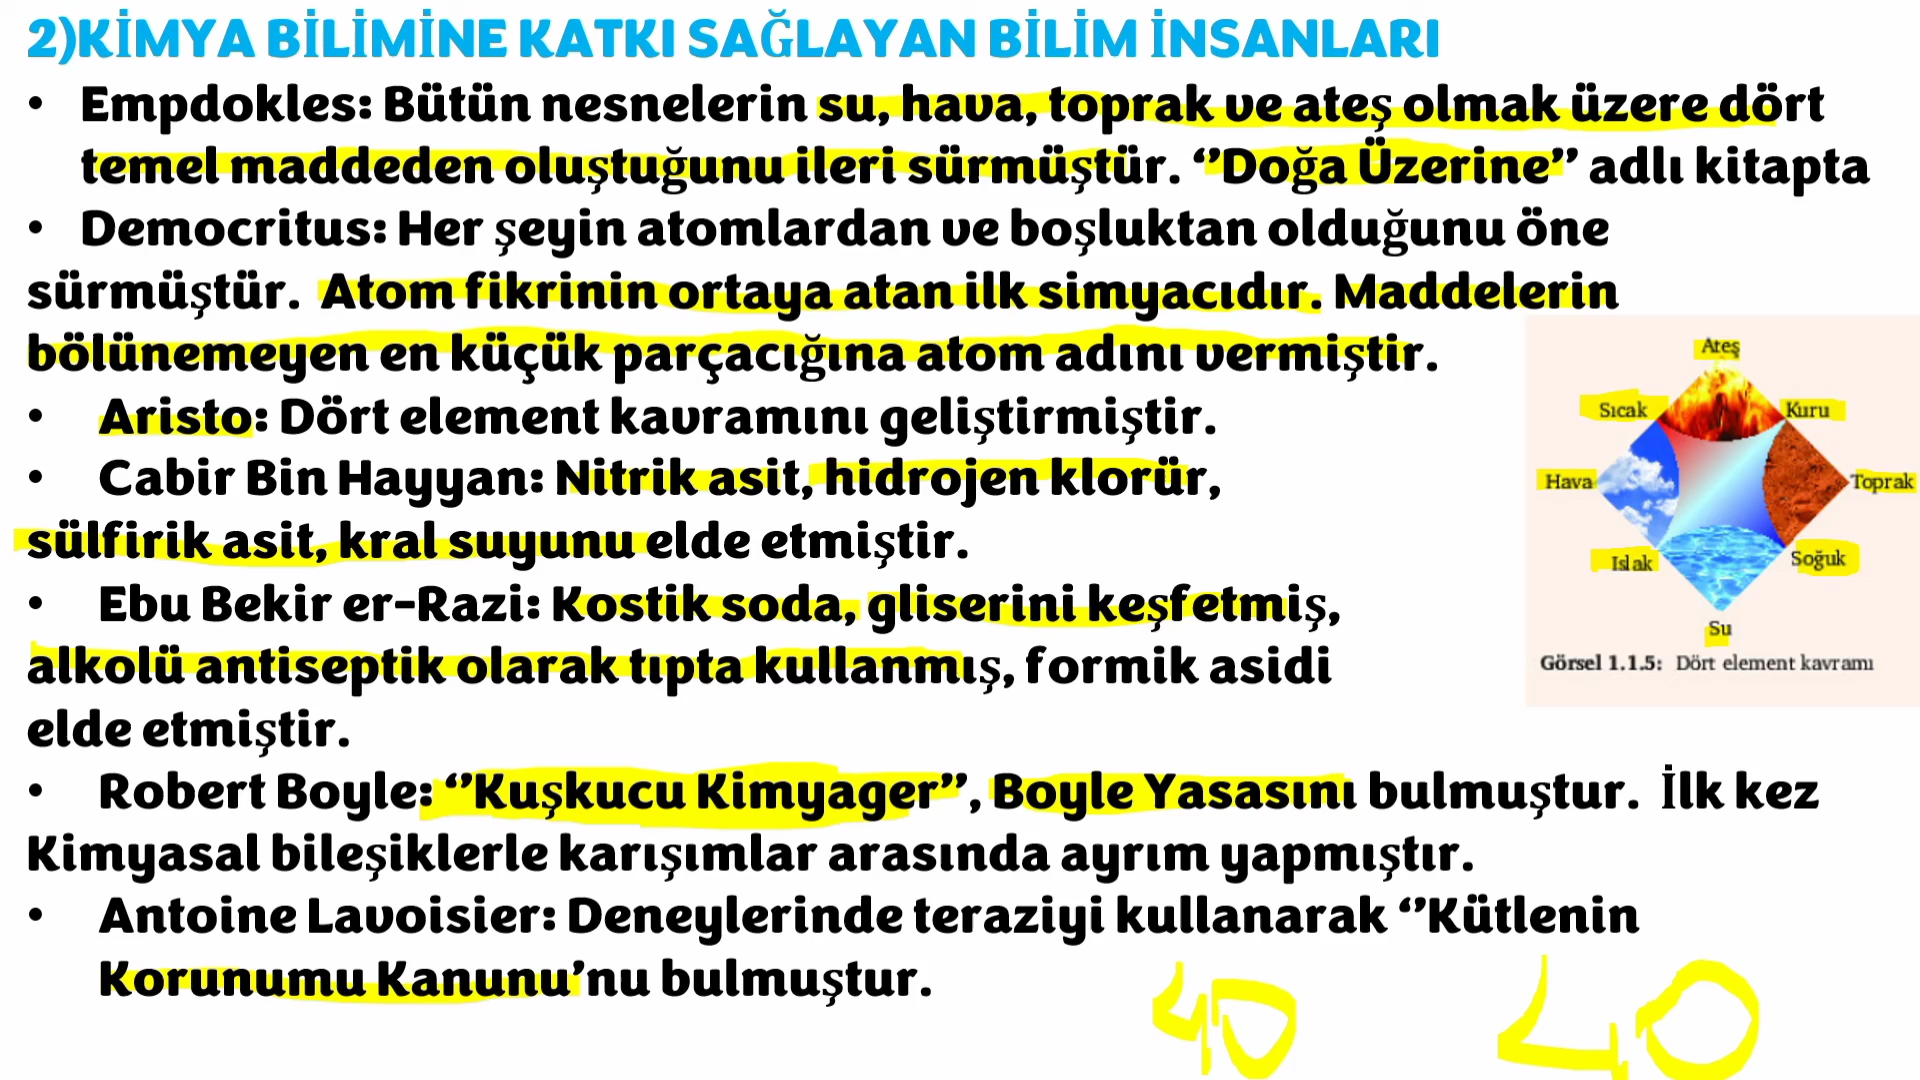 2)KİMYA BİLİMİNE KATKI SAĞLAYAN BİLİM İNSANLARI
• Empdokles: Bütün nesnelerin su, hava, toprak ve ateş olmak üzere dört
temel maddeden oluştuğunu ileri sürmüştür. ‘’Doğa Üzerine’’ adlı kitapta
• Democritus: Her şeyin atomlardan ve boşluktan olduğunu öne
sürmüştür. Atom fikrinin ortaya atan ilk simyacıdır. Maddelerin
bölünemeyen en küçük parçacığına atom adını vermiştir.
• Aristo: Dört element kavramını geliştirmiştir.
• Cabir Bin Hayyan: Nitrik asit, hidrojen klorür,
sülfirik asit, kral suyunu elde etmiştir.
• Ebu Bekir er-Razi: Kostik soda, gliserini keşfetmiş,
alkolü antiseptik olarak tıpta kullanmış, formik asidi
elde etmiştir.
• Robert Boyle: ‘’Kuşkucu Kimyager’’, Boyle Yasasını bulmuştur. İlk kez
Kimyasal bileşiklerle karışımlar arasında ayrım yapmıştır.
• Antoine Lavoisier: Deneylerinde teraziyi kullanarak ‘’Kütlenin
Korunumu Kanunu’nu bulmuştur.
Ateş
Sıcak Kuru
Hava Toprak
Islak Soğuk
Su
Görsel 1.1.5: Dört element kavramı
40 40